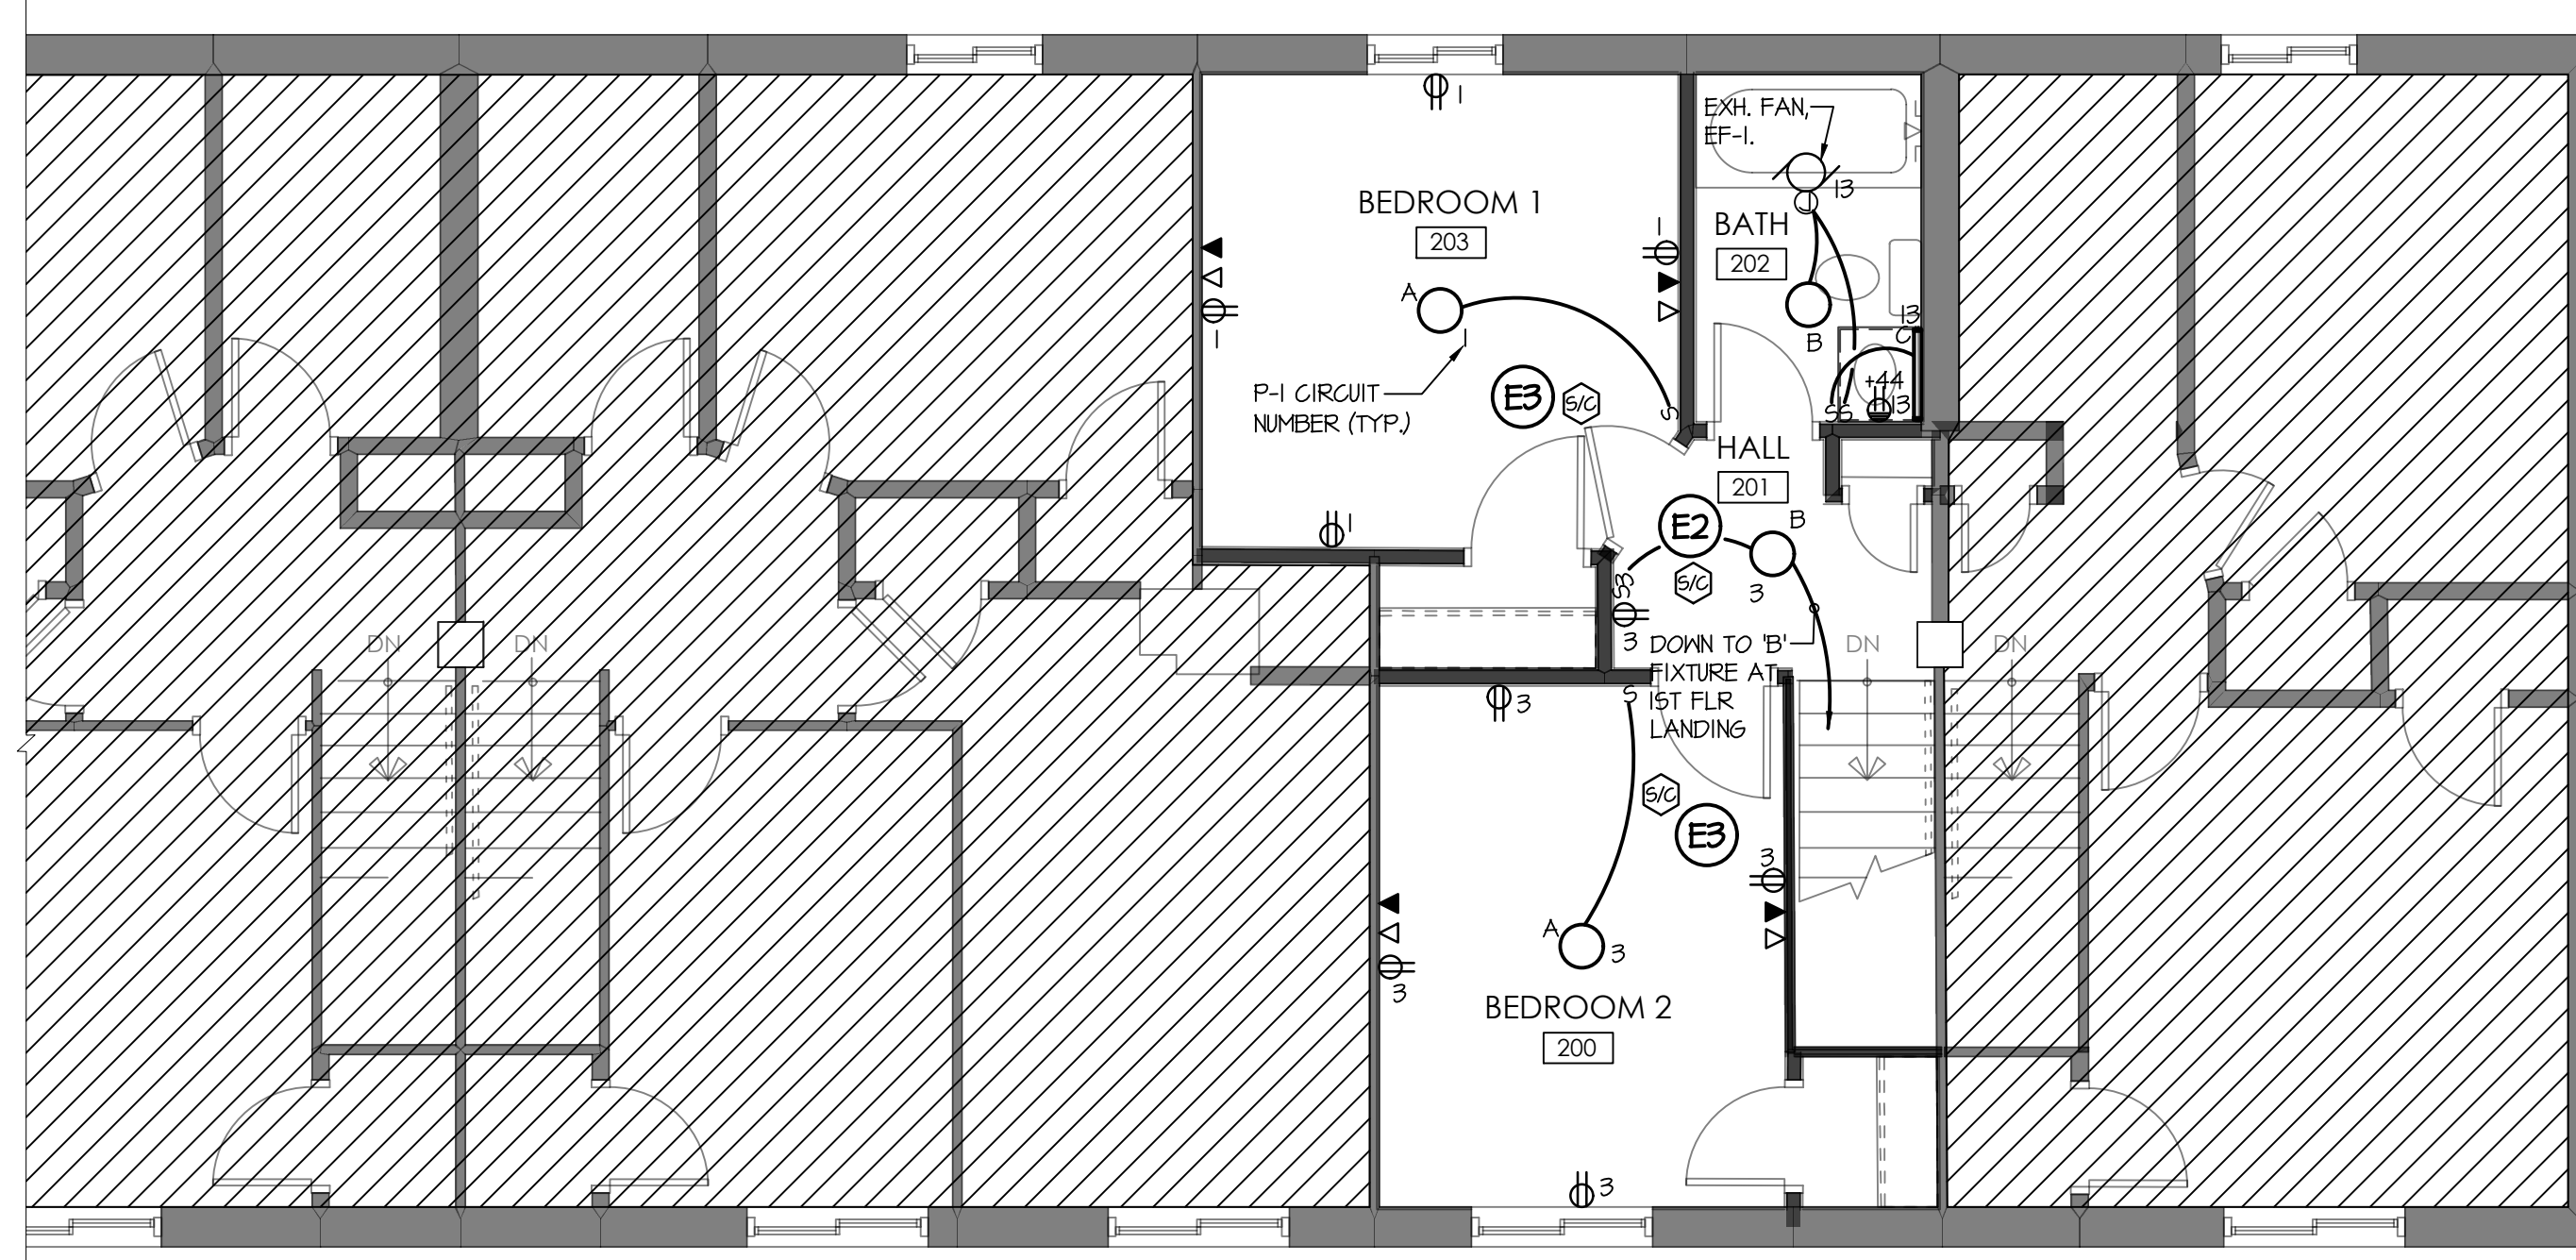 EXH. FAN,
EF-1.
13
J
BEDROOM 1
203
BATH
202
1
1
1
1
A
1
B
13
C
+44
13
SS
S
P-1 CIRCUIT
NUMBER (TYP.)
E3
S/C
HALL
201
E2
S/C
B
3
S3
3
DOWN TO 'B'
FIXTURE AT
1ST FLR
LANDING
DN
DN
DN
DN
S
3
S/C
E3
3
3
A
3
BEDROOM 2
200
3